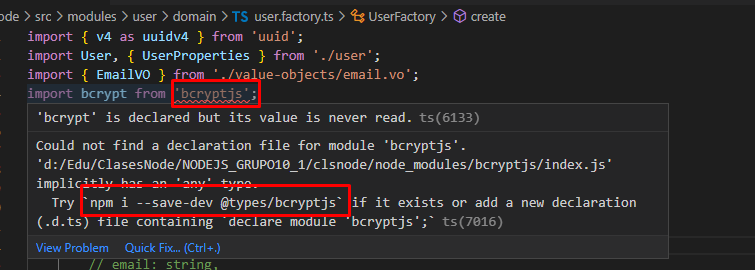 ode > src > modules > user > domain > TS user.factory.ts > UserFactory > create
import { v4 as uuidv4 } from 'uuid';
import User, { UserProperties } from './user';
import { EmailVO } from './value-objects/email.vo';
import bcrypt from 'bcryptjs';
'bcrypt' is declared but its value is never read. ts(6133)
Could not find a declaration file for module 'bcryptjs'.
'd:/Edu/ClasesNode/NODEJS_GRUPO10_1/clsnode/node_modules/bcryptjs/index.js'
implicitly has an 'any' type.
Try `npm i --save-dev @types/bcryptjs` if it exists or add a new declaration
(.d.ts) file containing `declare module 'bcryptjs';` ts(7016)
View Problem Quick Fix... (Ctrl+.)
// email: string,